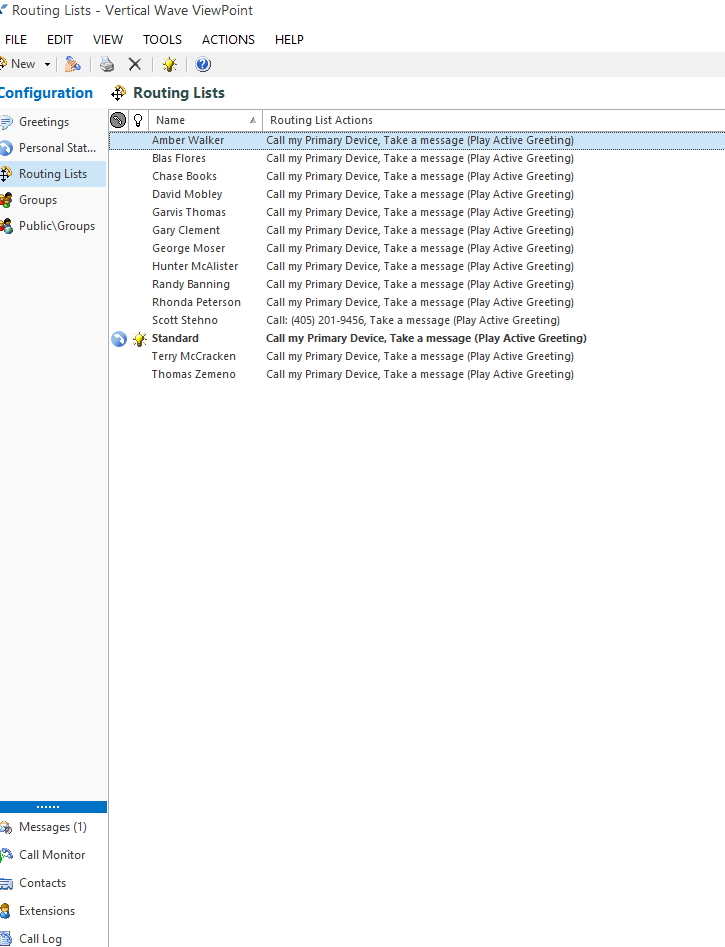 Routing Lists - Vertical Wave ViewPoint
FILE EDIT VIEW TOOLS ACTIONS HELP
New
Configuration
Routing Lists
Greetings
Personal Stat...
Routing Lists
Groups
Public\Groups
Name Routing List Actions
Amber Walker Call my Primary Device, Take a message (Play Active Greeting)
Blas Flores Call my Primary Device, Take a message (Play Active Greeting)
Chase Books Call my Primary Device, Take a message (Play Active Greeting)
David Mobley Call my Primary Device, Take a message (Play Active Greeting)
Garvis Thomas Call my Primary Device, Take a message (Play Active Greeting)
Gary Clement Call my Primary Device, Take a message (Play Active Greeting)
George Moser Call my Primary Device, Take a message (Play Active Greeting)
Hunter McAlister Call my Primary Device, Take a message (Play Active Greeting)
Randy Banning Call my Primary Device, Take a message (Play Active Greeting)
Rhonda Peterson Call my Primary Device, Take a message (Play Active Greeting)
Scott Stehno Call: (405) 201-9456, Take a message (Play Active Greeting)
Standard Call my Primary Device, Take a message (Play Active Greeting)
Terry McCracken Call my Primary Device, Take a message (Play Active Greeting)
Thomas Zemeno Call my Primary Device, Take a message (Play Active Greeting)
Messages (1)
Call Monitor
Contacts
Extensions
Call Log